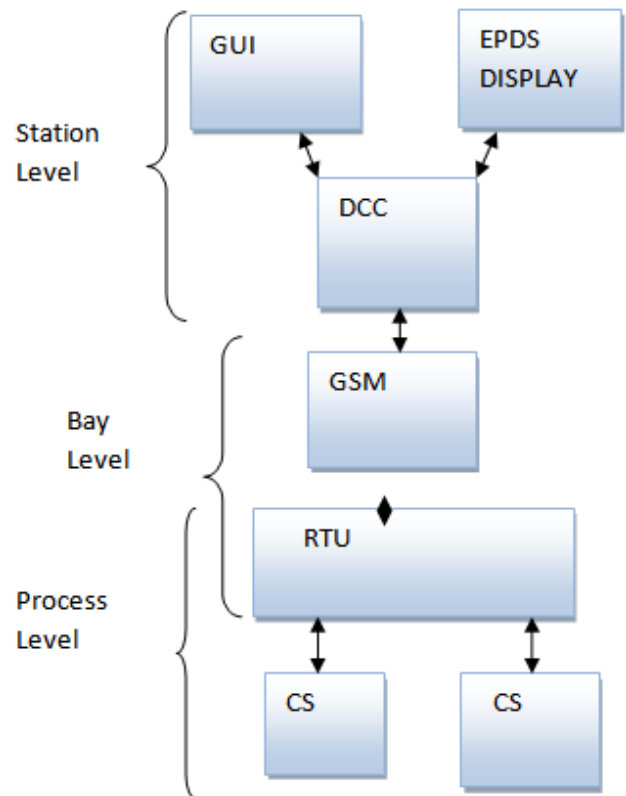 GUI
EPDS
DISPLAY
Station
Level
DCC
GSM
Bay
Level
RTU
Process
Level
CS
CS